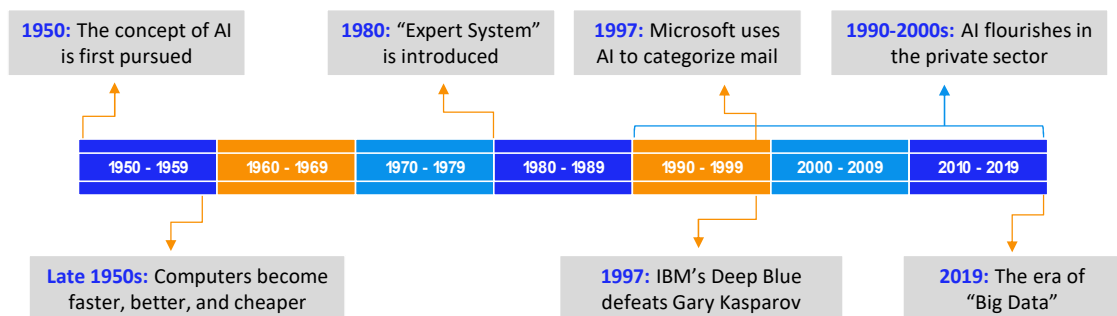 1950: The concept of AI
is first pursued
1980: “Expert System”
is introduced
1997: Microsoft uses
AI to categorize mail
1990-2000s: AI flourishes in
the private sector
1950 - 1959
1960 - 1969
1970 - 1979
1980 - 1989
1990 - 1999
2000 - 2009
2010 - 2019
Late 1950s: Computers become
faster, better, and cheaper
1997: IBM’s Deep Blue
defeats Gary Kasparov
2019: The era of
“Big Data”